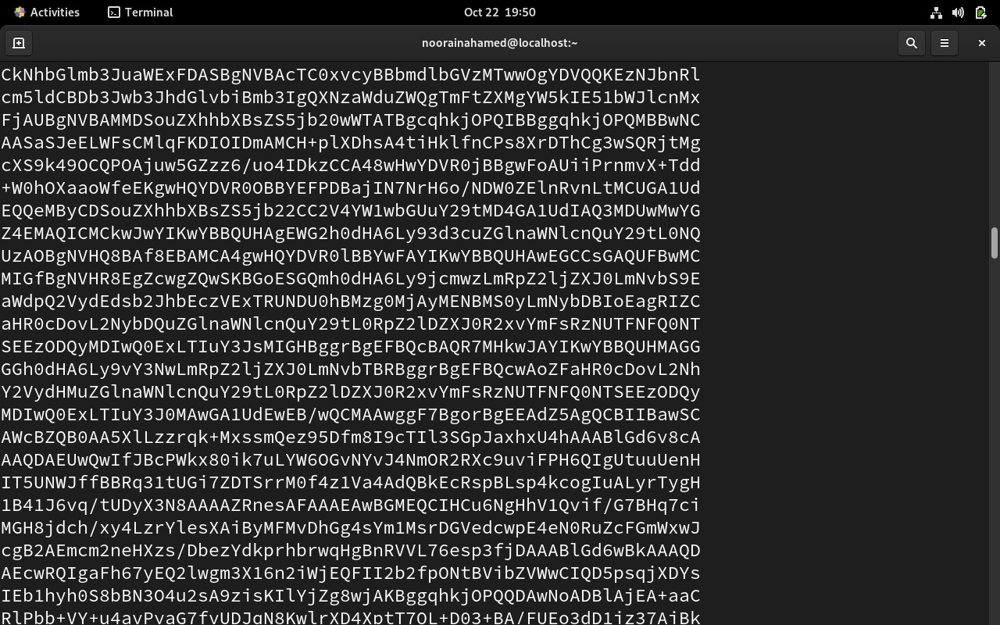 Activities
Terminal
Oct 22 19:50
noorainahamed@localhost:~
CkNhbGlmb3JuaWExFDASBgNVBAcTC0xvcyBBbmdlbGVzMTwwOgYDVQQKEzNJbnRl
cm5ldCBDb3Jwb3JhdGlvbiBmb3IgQXNzaWduZWQgTmFtZXMgYW5kIE51bWJlcnMx
FjAUBgNVBAMMDSouZXhhbXBsZS5jb20wWTATBgcqhkjOPQIBBggqhkjOPQMBBwNC
AASaSJeELWFsCMlqFKDIOIDmAMCH+plXDhsA4tiHklfnCPs8XrDThCg3wSQRjtMg
cXS9k49OCQPOAjuw5GZzz6/uo4IDkzCCA48wHwYDVR0jBBgwFoAUiiPrnmvX+Tdd
+W0hOXaaoWfeEKgwHQYDVR0OBBYEFPDBajIN7NrH6o/NDW0ZElnRvnLtMCUGA1Ud
EQQeMByCDSouZXhhbXBsZS5jb22CC2V4YW1wbGUuY29tMD4GA1UdIAQ3MDUwMwYG
Z4EMAQICMCkwJwYIKwYBBQUHAgEWG2h0dHA6Ly93d3cuZGlnaWNlcnQuY29tL0NQ
UzAOBgNVHQ8BAf8EBAMCA4gwHQYDVR0lBBYwFAYIKwYBBQUHAwEGCCsGAQUFBwMC
MIGfBgNVHR8EgZcwgZQwSKBGoESGQmh0dHA6Ly9jcmwzLmRpZ2ljZXJ0LmNvbS9E
aWdpQ2VydEdsb2JhbEczVExTRUNDU0hBMzg0MjAyMENBMS0yLmNybDBIoEagRIZC
aHR0cDovL2NybDQuZGlnaWNlcnQuY29tL0RpZ2lDZXJ0R2xvYmFsRzNUTFNFQ0NT
SEEzODQyMDIwQ0ExLTIuY3JsMIGHBggrBgEFBQcBAQR7MHkwJAYIKwYBBQUHMAGG
GGh0dHA6Ly9vY3NwLmRpZ2ljZXJ0LmNvbTBRBggrBgEFBQcwAoZFaHR0cDovL2Nh
Y2VydHMuZGlnaWNlcnQuY29tL0RpZ2lDZXJ0R2xvYmFsRzNUTFNFQ0NTSEEzODQy
MDIwQ0ExLTIuY3J0MAwGA1UdEwEB/wQCMAAwggF7BgorBgEEAdZ5AgQCBIIBawSC
AWcBZQB0AA5XlLzzrqk+MxssmQez95Dfm8I9cTIl3SGpJaxhxU4hAAABlGd6v8cA
AAQDAEUwQwIfJBcPWkx80ik7uLYW6OGvNYvJ4NmOR2RXc9uviFPH6QIgUtuuUenH
IT5UNWJffBBRq31tUGi7ZDTSrrM0f4z1Va4AdQBkEcRspBLsp4kcogIuALyrTygH
1B41J6vq/tUDyX3N8AAAAZRnesAFAAAEAwBGMEQCIHCu6NgHhV1Qvif/G7BHq7ci
MGH8jdch/xy4LzrYlesXAiByMFMvDhGg4sYm1MsrDGVedcwpE4eN0RuZcFGmWxwJ
cgB2AEmcm2neHXzs/DbezYdkprhbrwqHgBnRVVL76esp3fjDAAABlGd6wBkAAAQD
AEcwRQIgaFh67yEQ2lwgm3X16n2iWjEQFII2b2fpONtBVibZVWwCIQD5psqjXDYs
IEb1hyh0S8bBN3O4u2sA9zisKIlYjZg8wjAKBggqhkjOPQQDAwNoADBlAjEA+aaC